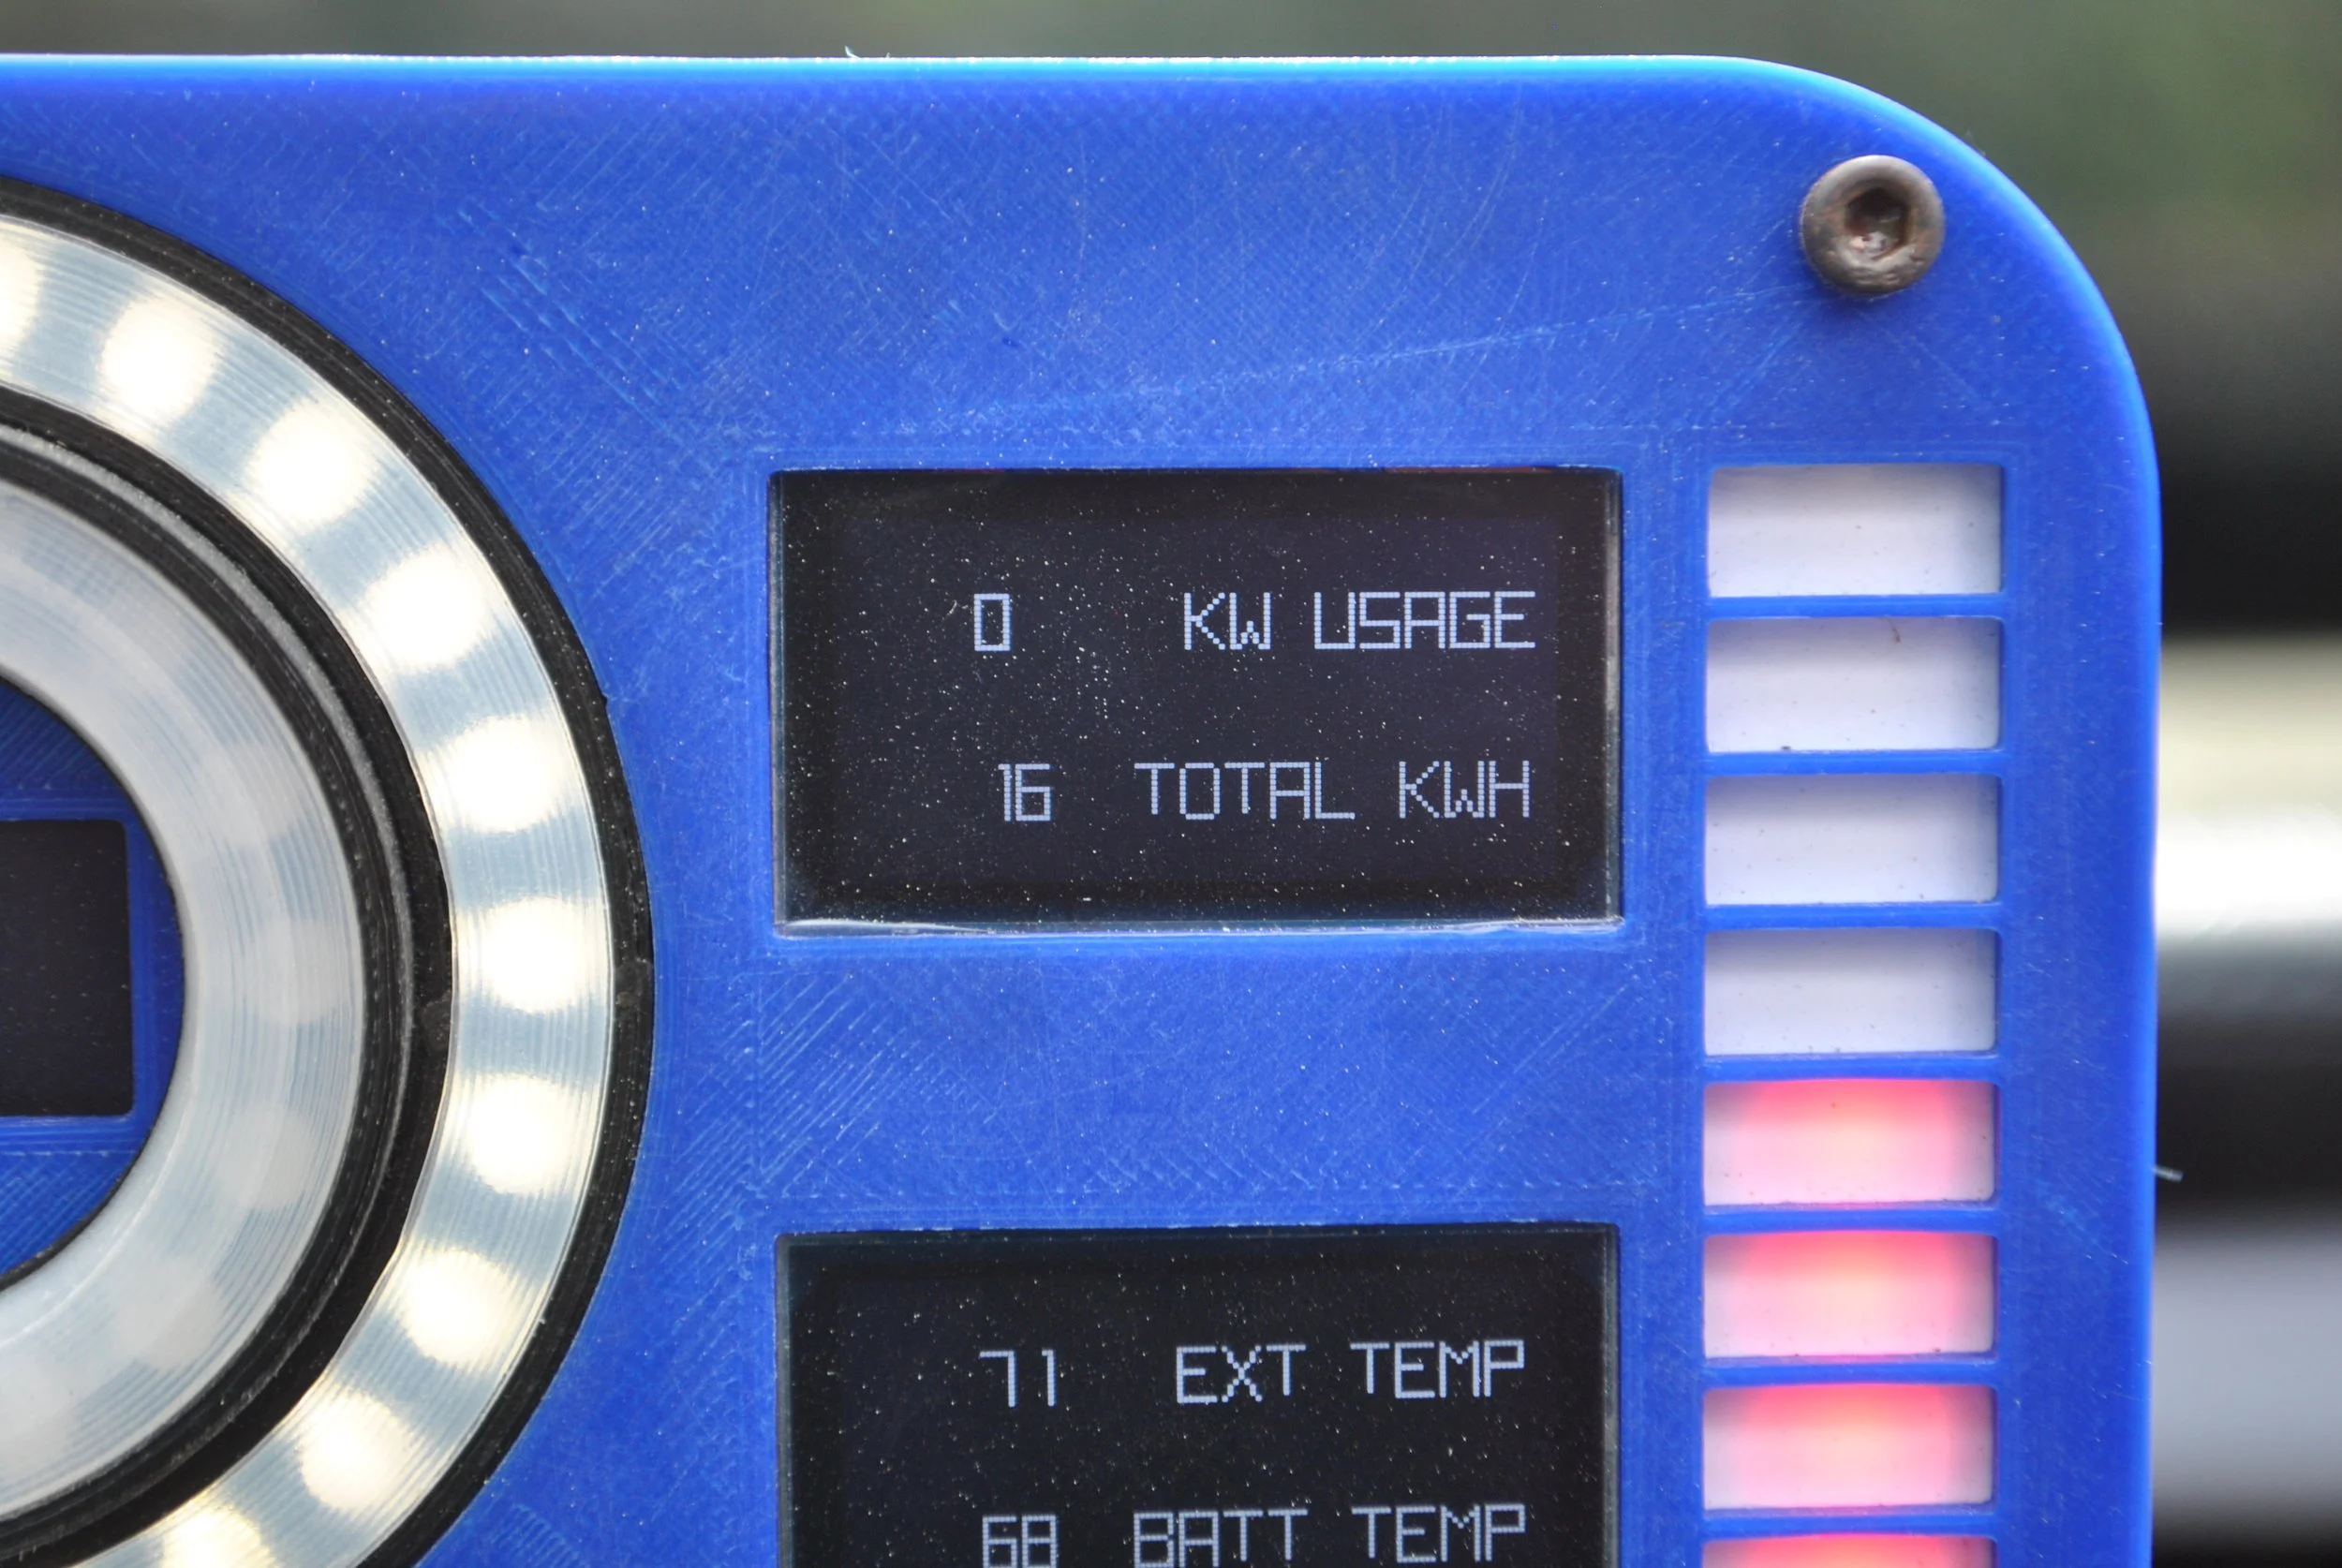 0 KW USAGE
16 TOTAL KWH
71 EXT TEMP
68 BATT TEMP